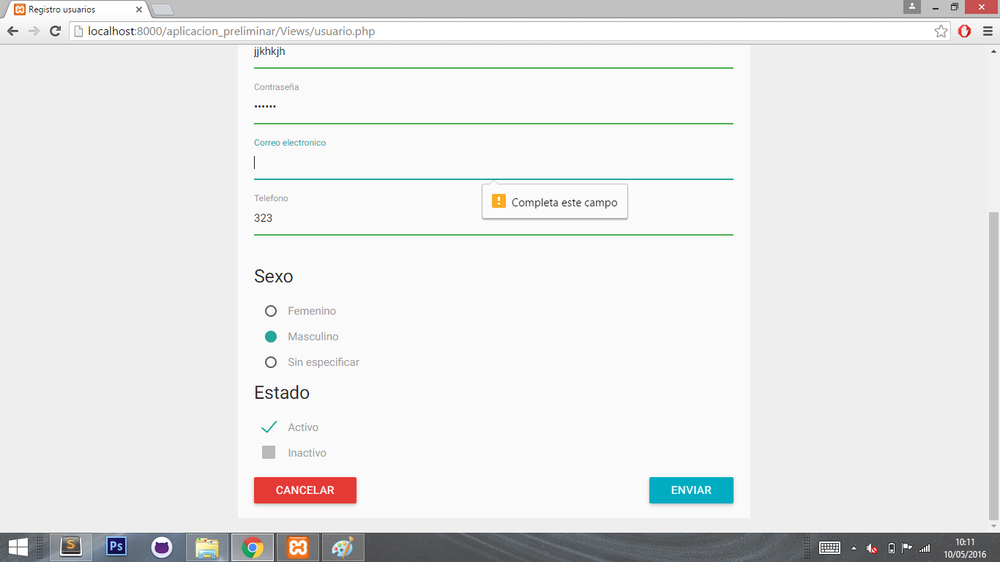 Registro usuarios
localhost:8000/aplicacion_preliminar/Views/usuario.php
jjkhkjh
Contraseña
••••••
Correo electronico
Completa este campo
Telefono
323
Sexo
Femenino
Masculino
Sin especificar
Estado
Activo
Inactivo
CANCELAR
ENVIAR
S
Ps
10:11
10/05/2016